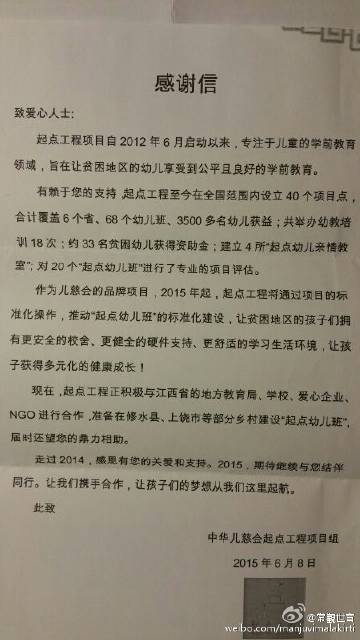 感谢信
致爱心人士：
起点工程项目自2012年6月启动以来，专注于儿童的学前教育
领域，旨在让贫困地区的幼儿享受到公平且良好的学前教育。
有赖于您的支持，起点工程至今在全国范围内设立40个项目点，
合计覆盖6个省、68个幼儿班、3500多名幼儿获益；共举办幼教培
训18次；约33名贫困幼儿获得资助金；建立4所“起点幼儿亲情教
室”；对20个“起点幼儿班”进行了专业的项目评估。
作为儿慈会的品牌项目，2015年起，起点工程将通过项目的标
准化操作，推动“起点幼儿班”的标准化建设，让贫困地区的孩子们拥
有更安全的校舍、更健全的硬件支持、更舒适的学习生活环境，让孩
子获得多元化的健康成长！
现在，起点工程正积极与江西省的地方教育局、学校、爱心企业、
NGO进行合作，准备在修水县、上饶市等部分乡村建设“起点幼儿班”，
届时还望您的鼎力相助。
走过2014，感恩有您的关爱和支持。2015，期待继续与您结伴
同行。让我们携手合作，让孩子们的梦想从我们这里起航。
此致
中华儿慈会起点工程项目组
2015年6月8日
@常觀世音
weibo.com/manjuvimalakirti